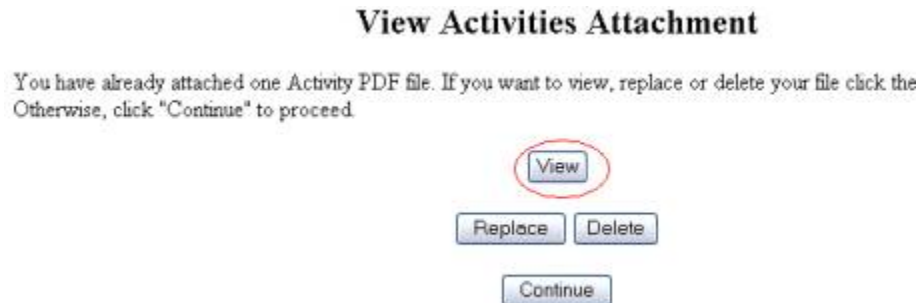 View Activities Attachment
You have already attached one Activity PDF file. If you want to view, replace or delete your file click the
Otherwise, click "Continue" to proceed.
View
Replace Delete
Continue